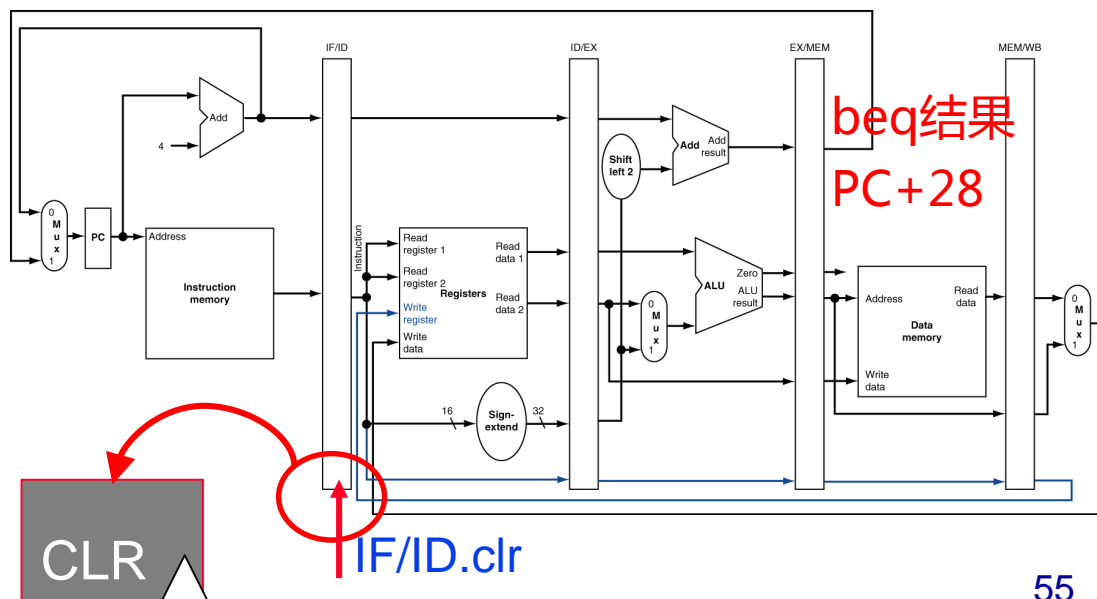 IF/ID
ID/EX
EX/MEM
MEM/WB
Add
4
Shift
left 2
Add
Add
result
beq结果
PC+28
0
M
u
x
1
PC
Address
Instruction
memory
Instruction
Read
register 1
Read
register 2
Write
register
Write
data
Registers
Read
data 1
Read
data 2
0
M
u
x
1
ALU
Zero
ALU
result
Address
Read
data
Data
memory
Write
data
0
M
u
x
1
16
Sign-
extend
32
CLR
IF/ID.clr
55